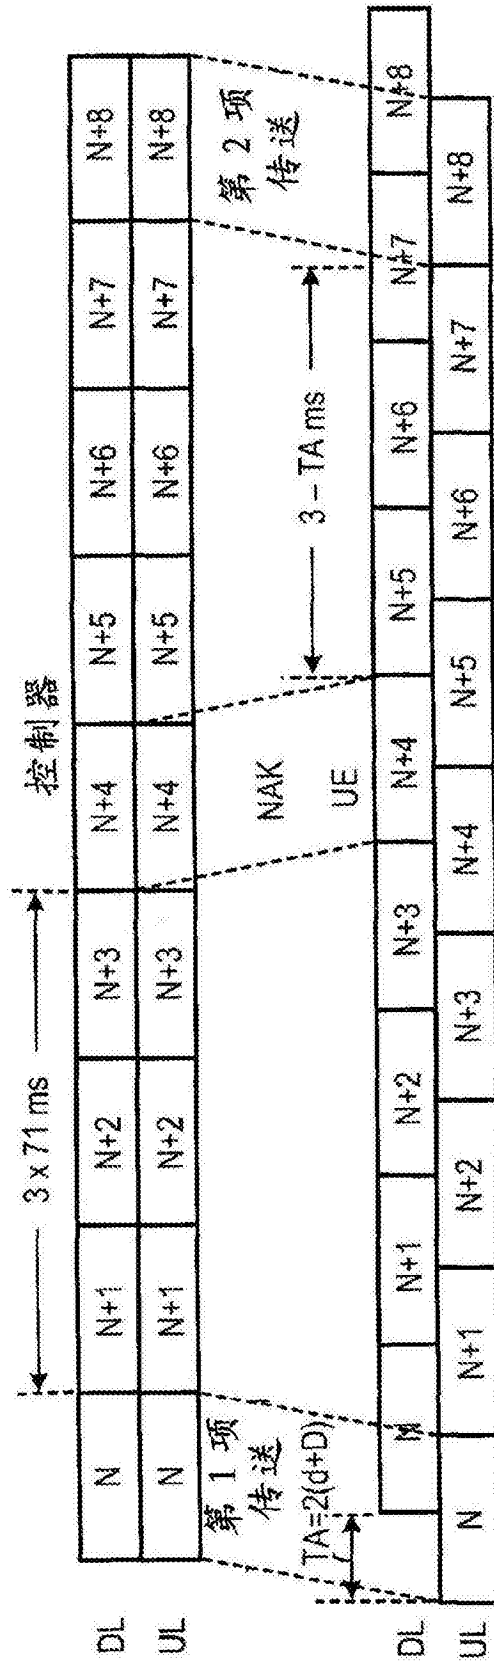 3 x 71 ms
控制器
DL N N+1 N+2 N+3 N+4 N+5 N+6 N+7 N+8
UL N N+1 N+2 N+3 N+4 N+5 N+6 N+7 N+8
第 1 项
传送
第 2 项
传送
NAK
TA=2(d+D)
3 – TA ms
UE
DL N N+1 N+2 N+3 N+4 N+5 N+6 N+7 N+8
UL N N+1 N+2 N+3 N+4 N+5 N+6 N+7 N+8